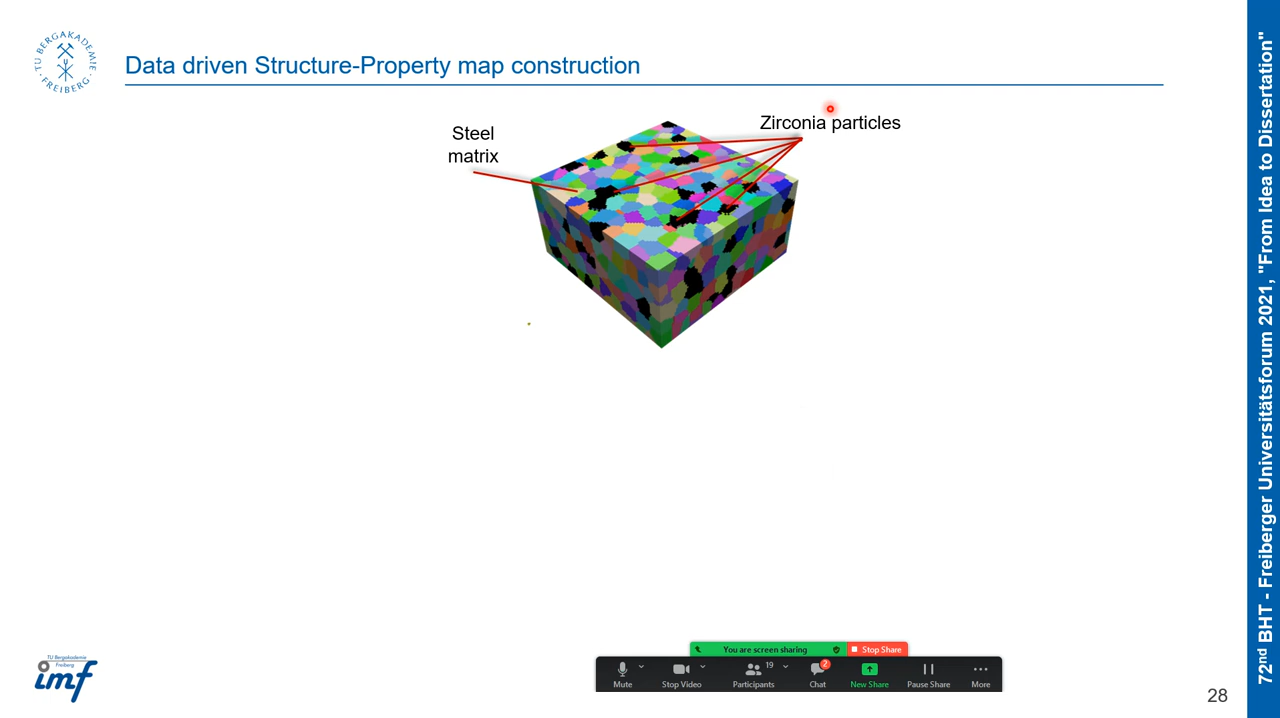 TU BERGAKADEMIE
· FREIBERG ·
Data driven Structure-Property map construction
Steel
matrix
Zirconia particles
72nd BHT - Freiberger Universitätsforum 2021, "From Idea to Dissertation"
TU Bergakademie
Freiberg
imf
You are screen sharing
Stop Share
Mute
Stop Video
19
Participants
2
Chat
New Share
Pause Share
More
28